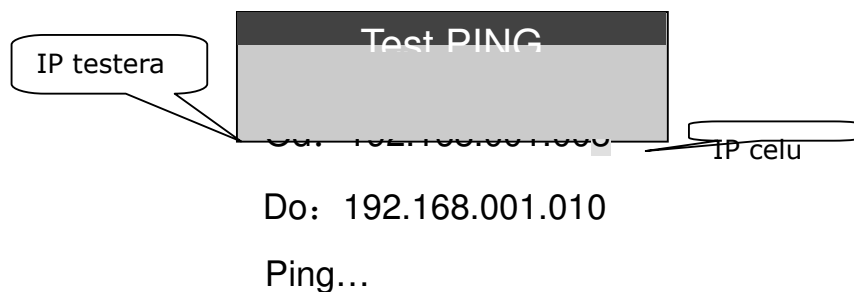 Test PING
IP testera
IP celu
Do：192.168.001.010
Ping…